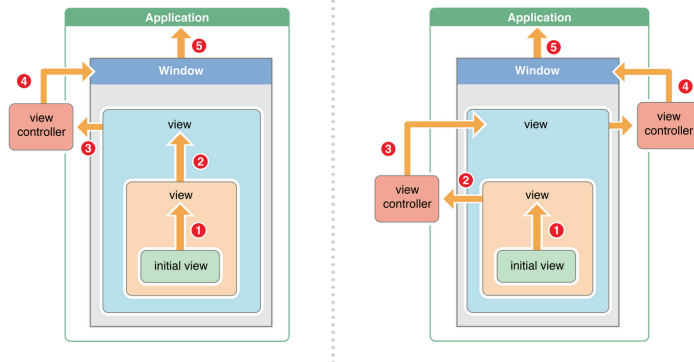 Application
5
4
Window
view
controller
3
view
2
view
1
initial view
Application
5
Window
4
view
controller
view
3
view
controller
2
view
1
initial view